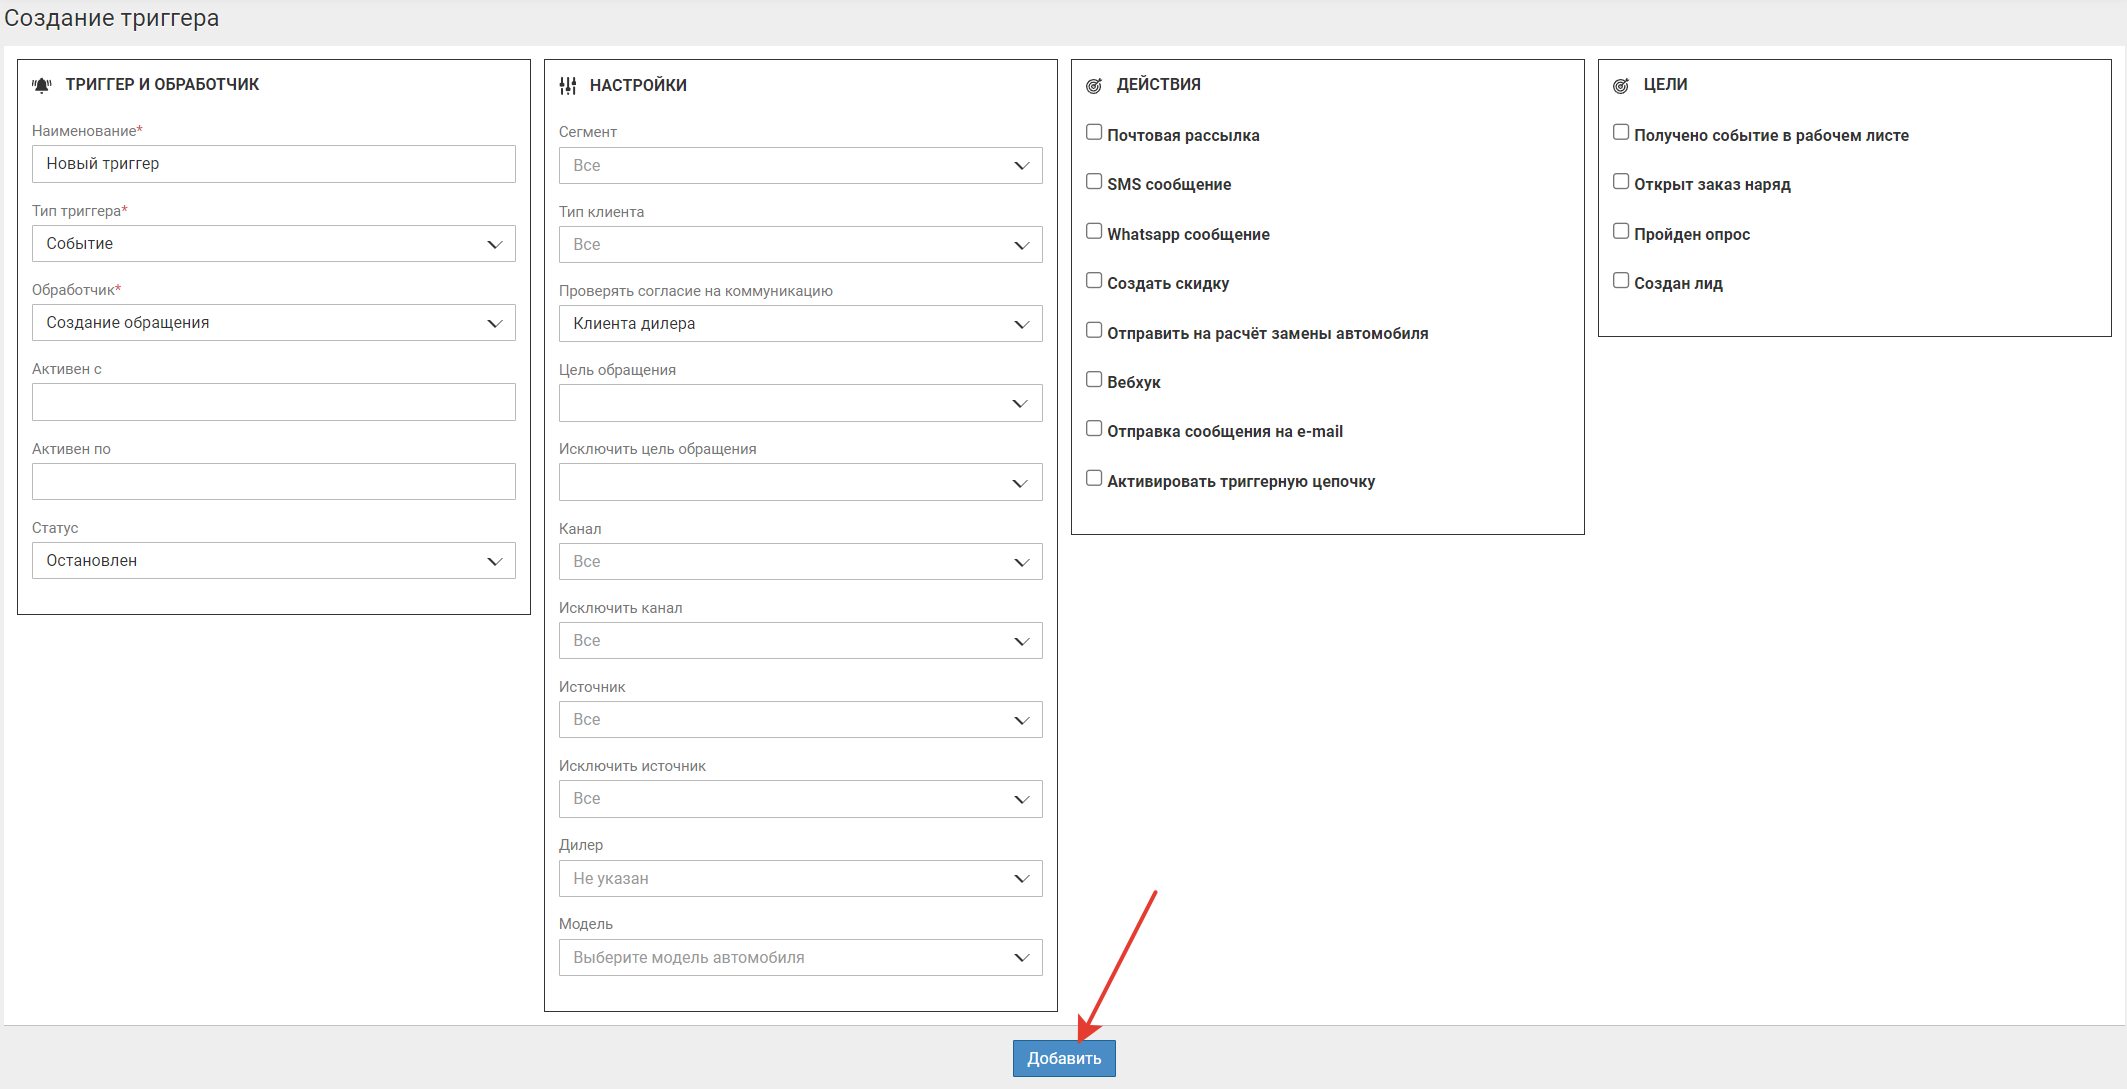 Создание триггера
ТРИГГЕР И ОБРАБОТЧИК
Наименование*
Новый триггер
Тип триггера*
Событие
Обработчик*
Создание обращения
Активен с
Активен по
Статус
Остановлен
НАСТРОЙКИ
Сегмент
Все
Тип клиента
Все
Проверять согласие на коммуникацию
Клиента дилера
Цель обращения
Исключить цель обращения
Канал
Все
Исключить канал
Все
Источник
Все
Исключить источник
Все
Дилер
Не указан
Модель
Выберите модель автомобиля
ДЕЙСТВИЯ
Почтовая рассылка
SMS сообщение
Whatsapp сообщение
Создать скидку
Отправить на расчёт замены автомобиля
Вебхук
Отправка сообщения на e-mail
Активировать триггерную цепочку
ЦЕЛИ
Получено событие в рабочем листе
Открыт заказ наряд
Пройден опрос
Создан лид
Добавить